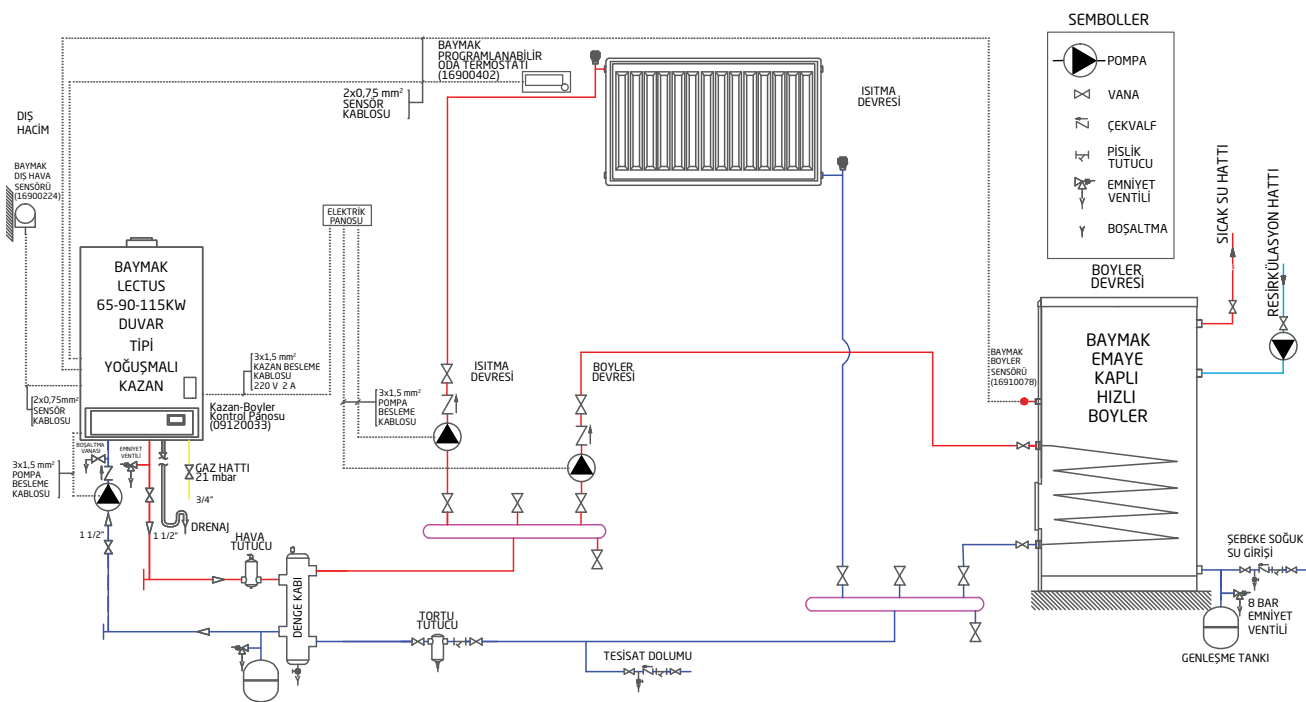 SEMBOLLER
POMPA
VANA
ÇEKVALF
PİSLİK
TUTUCU
EMNİYET
VENTİLİ
BOŞALTMA
BAYMAK
PROGRAMLANABİLİR
ODA TERMOSTATI
(16900402)
2x0,75 mm²
SENSÖR
KABLOSU
ISITMA
DEVRESİ
DIŞ
HACİM
BAYMAK
DIŞ HAVA
SENSÖRÜ
(16900224)
ELEKTRİK
PANOSU
SICAK SU HATTI
RESİRKÜLASYON HATTI
BAYMAK
LECTUS
65-90-115KW
DUVAR
TİPİ
YOĞUŞMALI
KAZAN
BOYLER
DEVRESİ
BAYMAK
EMAYE
KAPLI
HIZLI
BOYLER
3x1,5 mm²
KAZAN BESLEME
KABLOSU
220 V 2 A
ISITMA
DEVRESİ
BOYLER
DEVRESİ
BAYMAK
BOYLER
SENSÖRÜ
(16910078)
2x0,75mm²
SENSÖR
KABLOSU
Kazan-Boyler
Kontrol Panosu
(09120033)
3x1,5 mm²
POMPA
BESLEME
KABLOSU
BOŞALTMA
VANASI
EMNİYET
VENTİLİ
3x1,5 mm²
POMPA
BESLEME
KABLOSU
GAZ HATTI
21 mbar
3/4"
DRENAJ
1 1/2"
1 1/2"
HAVA
TUTUCU
DENGE KABI
TORTU
TUTUCU
TESİSAT DOLUMU
ŞEBEKE SOĞUK
SU GİRİŞİ
8 BAR
EMNİYET
VENTİLİ
GENLEŞME TANKI